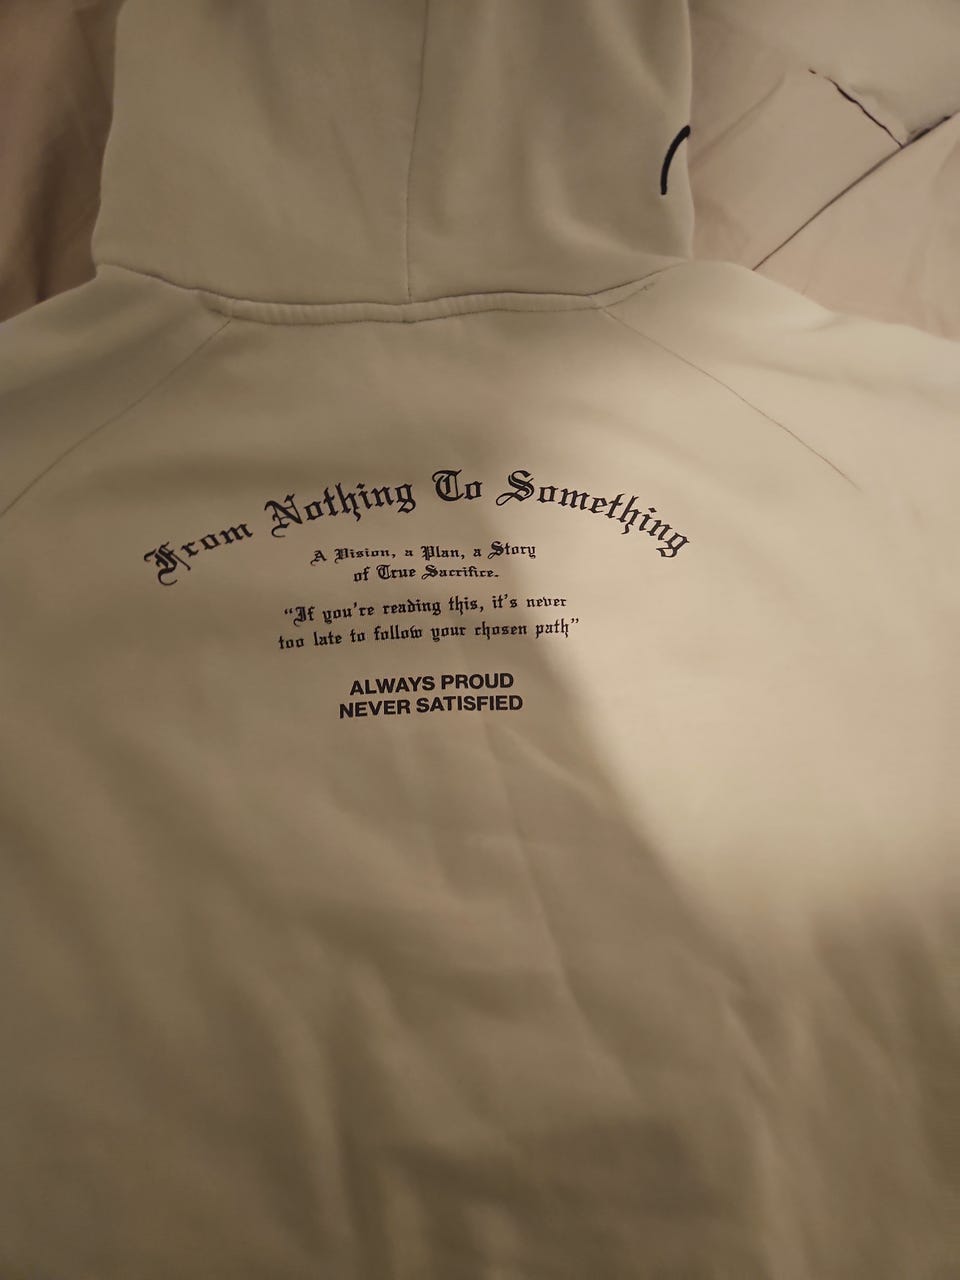 From Nothing To Something
A Vision, a Plan, a Story
of True Sacrifice.
“If you're reading this, it's never
too late to follow your chosen path”
ALWAYS PROUD
NEVER SATISFIED